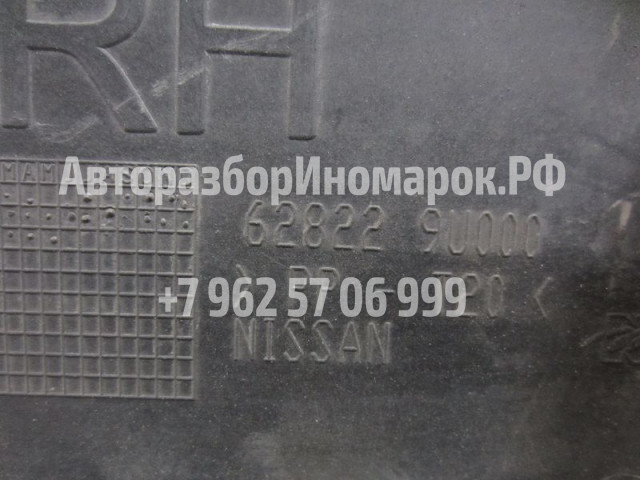 RH
АвторазборИномарок.РФ
62822 9U000
+7 962 57 06 999
NISSAN